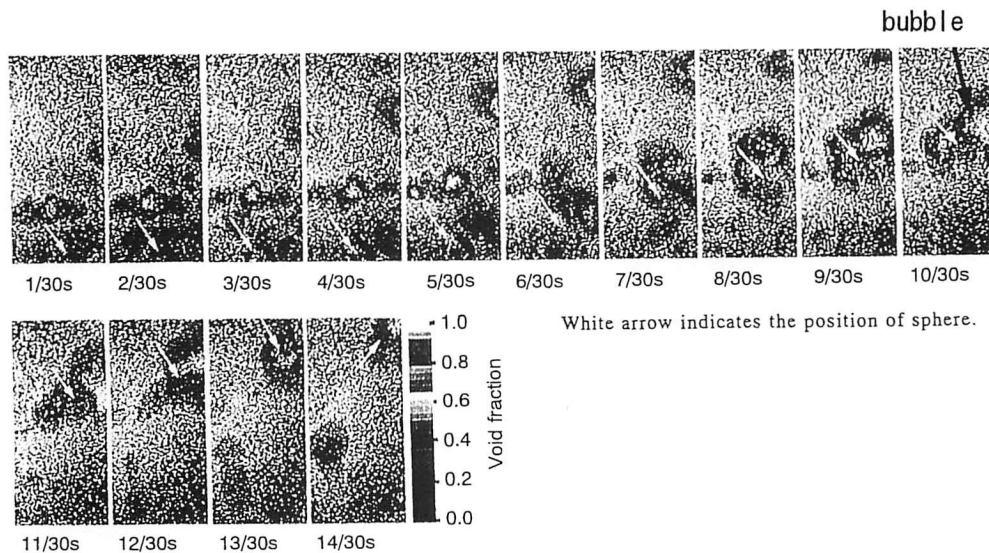 bubble
1/30s 2/30s 3/30s 4/30s 5/30s 6/30s 7/30s 8/30s 9/30s 10/30s
White arrow indicates the position of sphere.
1.0
0.8
0.6
0.4
0.2
0.0
Void fraction
11/30s 12/30s 13/30s 14/30s